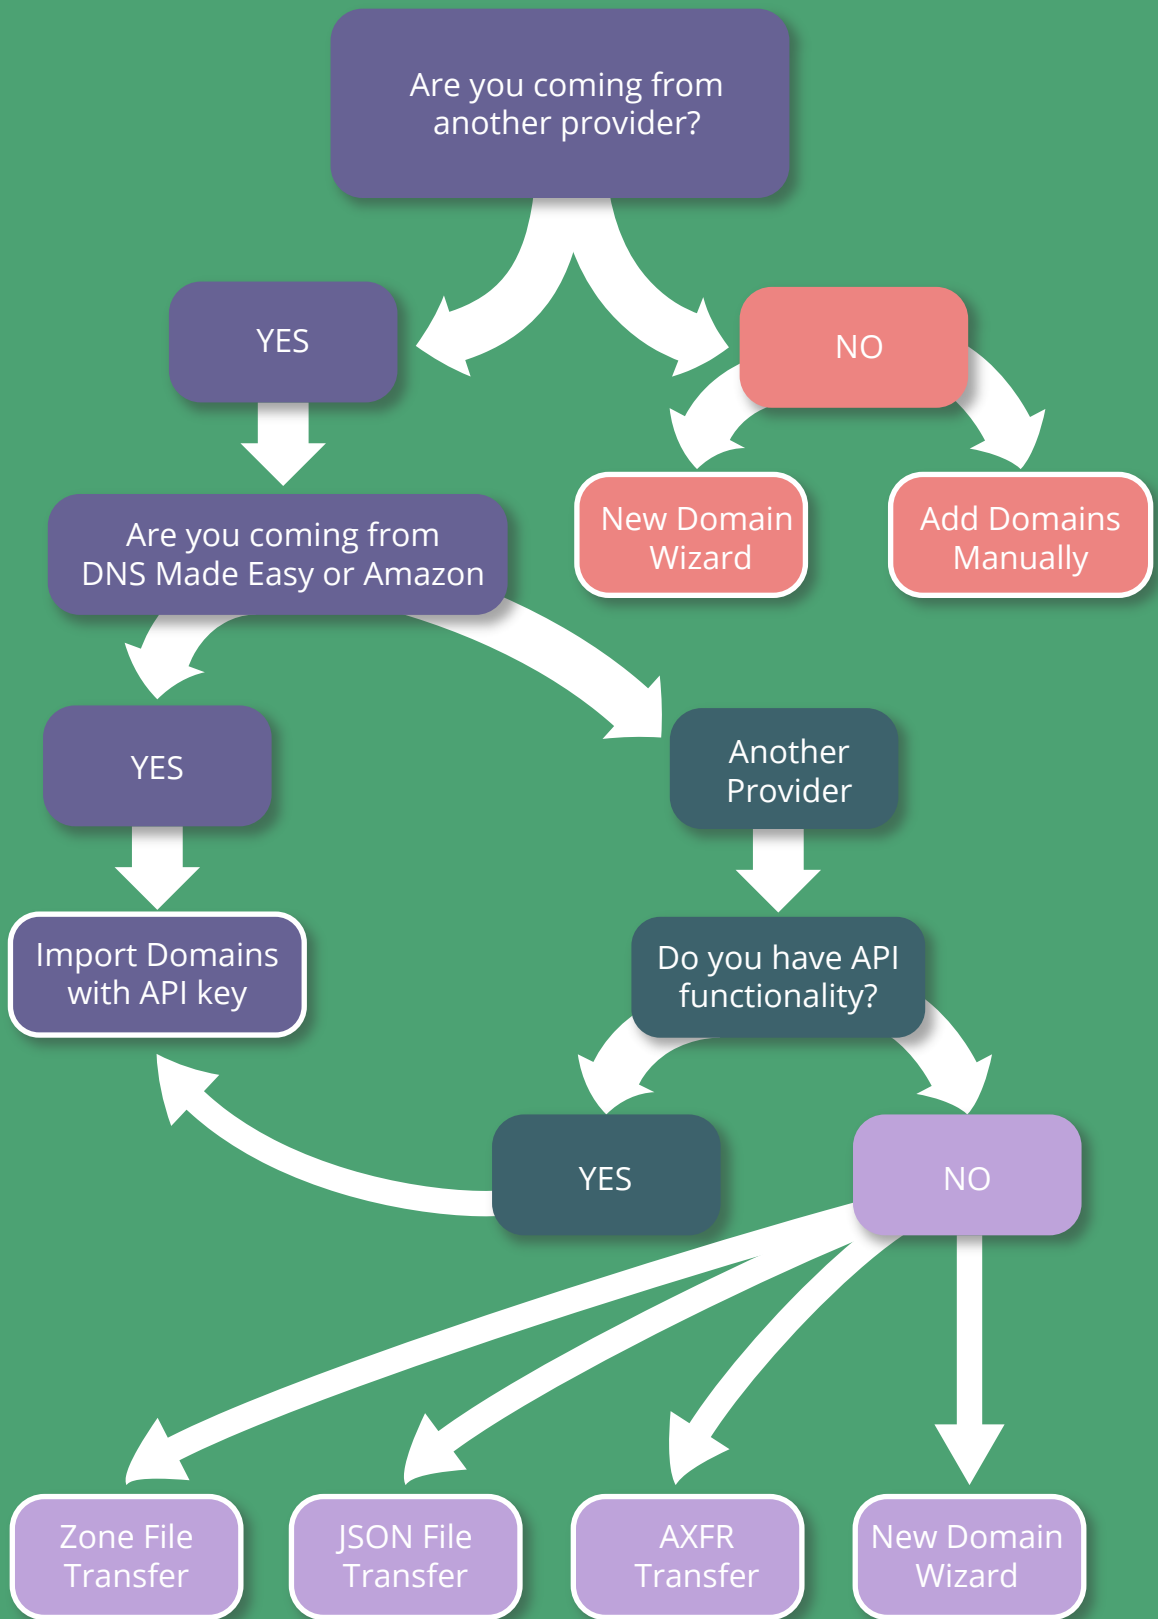 Are you coming from
another provider?
YES
NO
New Domain
Wizard
Add Domains
Manually
Are you coming from
DNS Made Easy or Amazon
YES
Another
Provider
Import Domains
with API key
Do you have API
functionality?
YES
NO
Zone File
Transfer
JSON File
Transfer
AXFR
Transfer
New Domain
Wizard